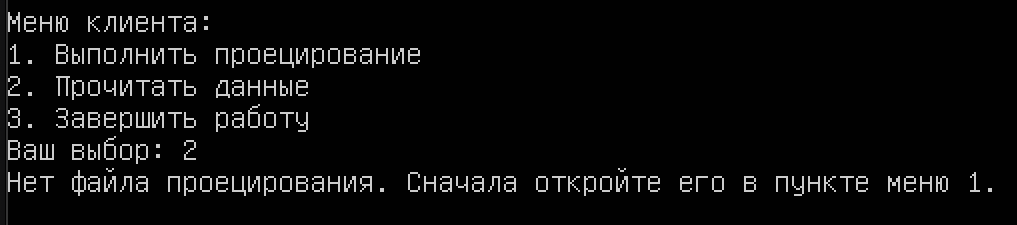 Меню клиента:
1. Выполнить проецирование
2. Прочитать данные
3. Завершить работу
Ваш выбор: 2
Нет файла проецирования. Сначала откройте его в пункте меню 1.